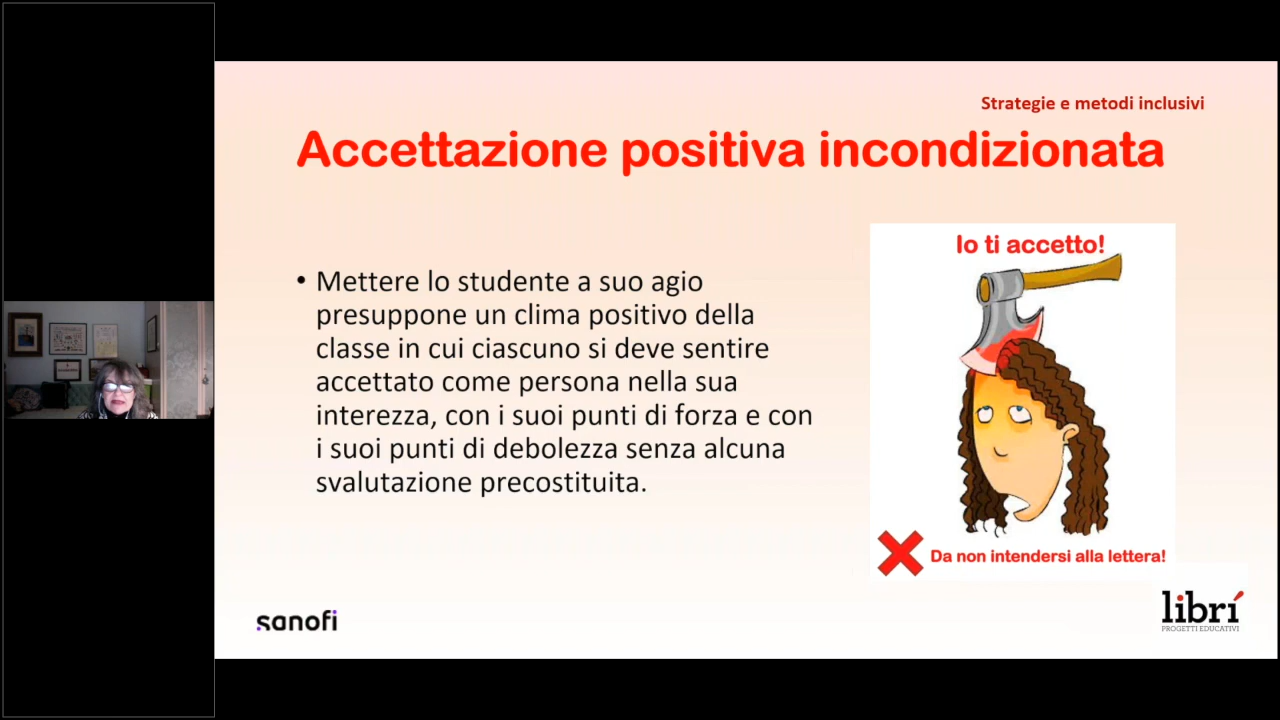 Strategie e metodi inclusivi
Accettazione positiva incondizionata
Io ti accetto!
• Mettere lo studente a suo agio
presuppone un clima positivo della
classe in cui ciascuno si deve sentire
accettato come persona nella sua
interezza, con i suoi punti di forza e con
i suoi punti di debolezza senza alcuna
svalutazione precostituita.
Da non intendersi alla lettera!
sanofi
librí
PROGETTI EDUCATIVI